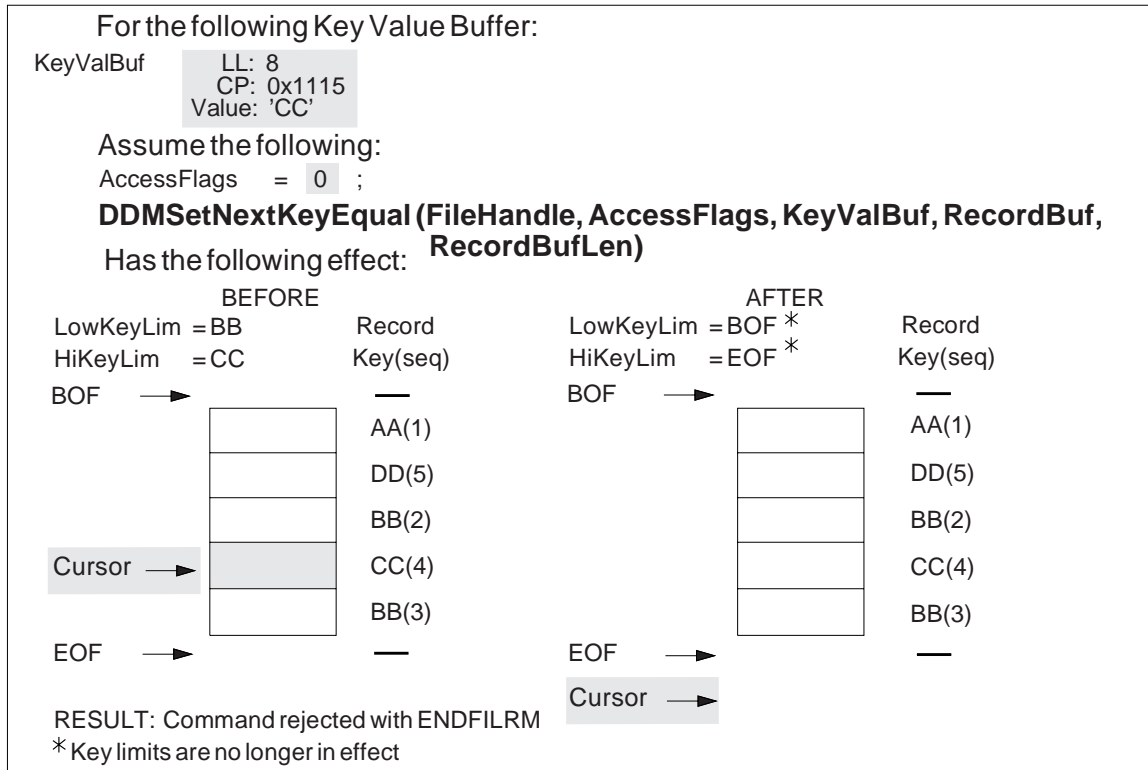 For the following Key Value Buffer:
KeyValBuf LL: 8
CP: 0x1115
Value: 'CC'
Assume the following:
AccessFlags = 0 ;
DDMSetNextKeyEqual (FileHandle, AccessFlags, KeyValBuf, RecordBuf,
RecordBufLen)
Has the following effect:
BEFORE AFTER
LowKeyLim = BB Record LowKeyLim = BOF * Record
HiKeyLim = CC Key(seq) HiKeyLim = EOF * Key(seq)
BOF — BOF —
AA(1) AA(1)
DD(5) DD(5)
BB(2) BB(2)
Cursor CC(4) CC(4)
BB(3) BB(3)
EOF — EOF —
Cursor
RESULT: Command rejected with ENDFILRM
* Key limits are no longer in effect